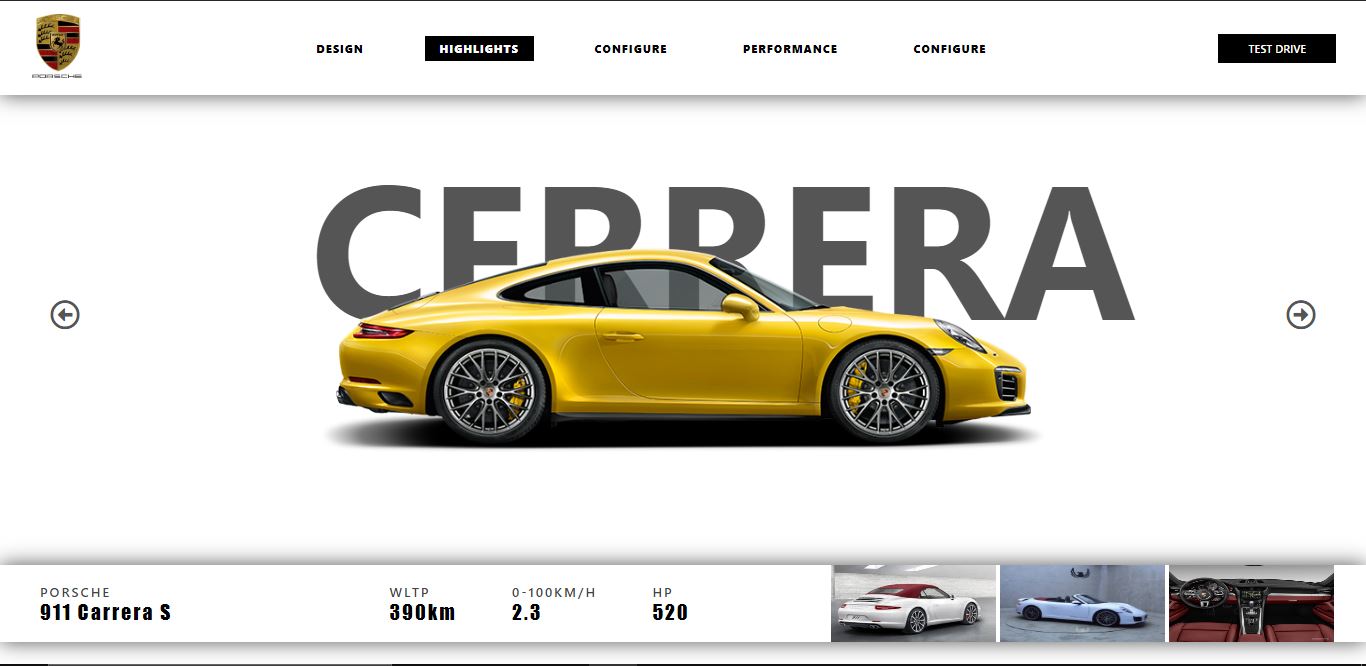 PORSCHE
DESIGN HIGHLIGHTS CONFIGURE PERFORMANCE CONFIGURE TEST DRIVE
CERRERA
PORSCHE WLTP 0-100KM/H HP
911 Carrera S 390km 2.3 520